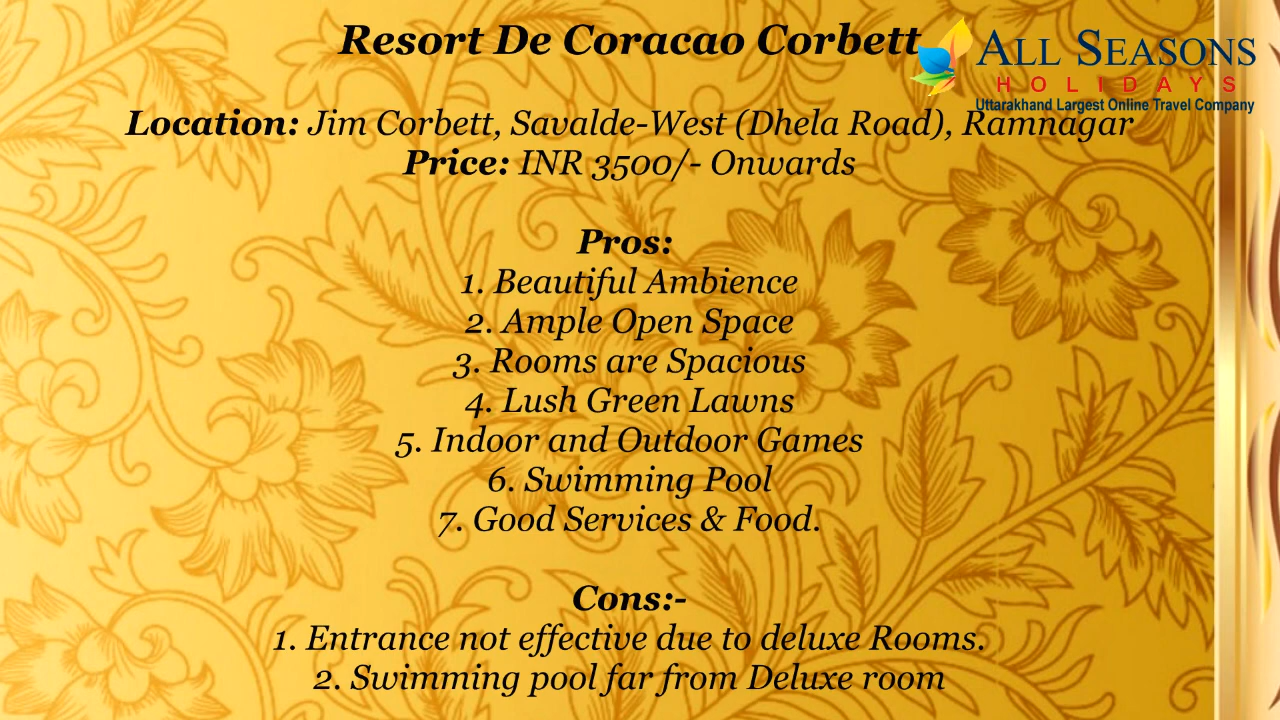 Resort De Coracao Corbett
ALL SEASONS
HOLIDAYS
Uttarakhand Largest Online Travel Company
Location: Jim Corbett, Savalde-West (Dhela Road), Ramnagar
Price: INR 3500/- Onwards
Pros:
1. Beautiful Ambience
2. Ample Open Space
3. Rooms are Spacious
4. Lush Green Lawns
5. Indoor and Outdoor Games
6. Swimming Pool
7. Good Services & Food.
Cons:-
1. Entrance not effective due to deluxe Rooms.
2. Swimming pool far from Deluxe room